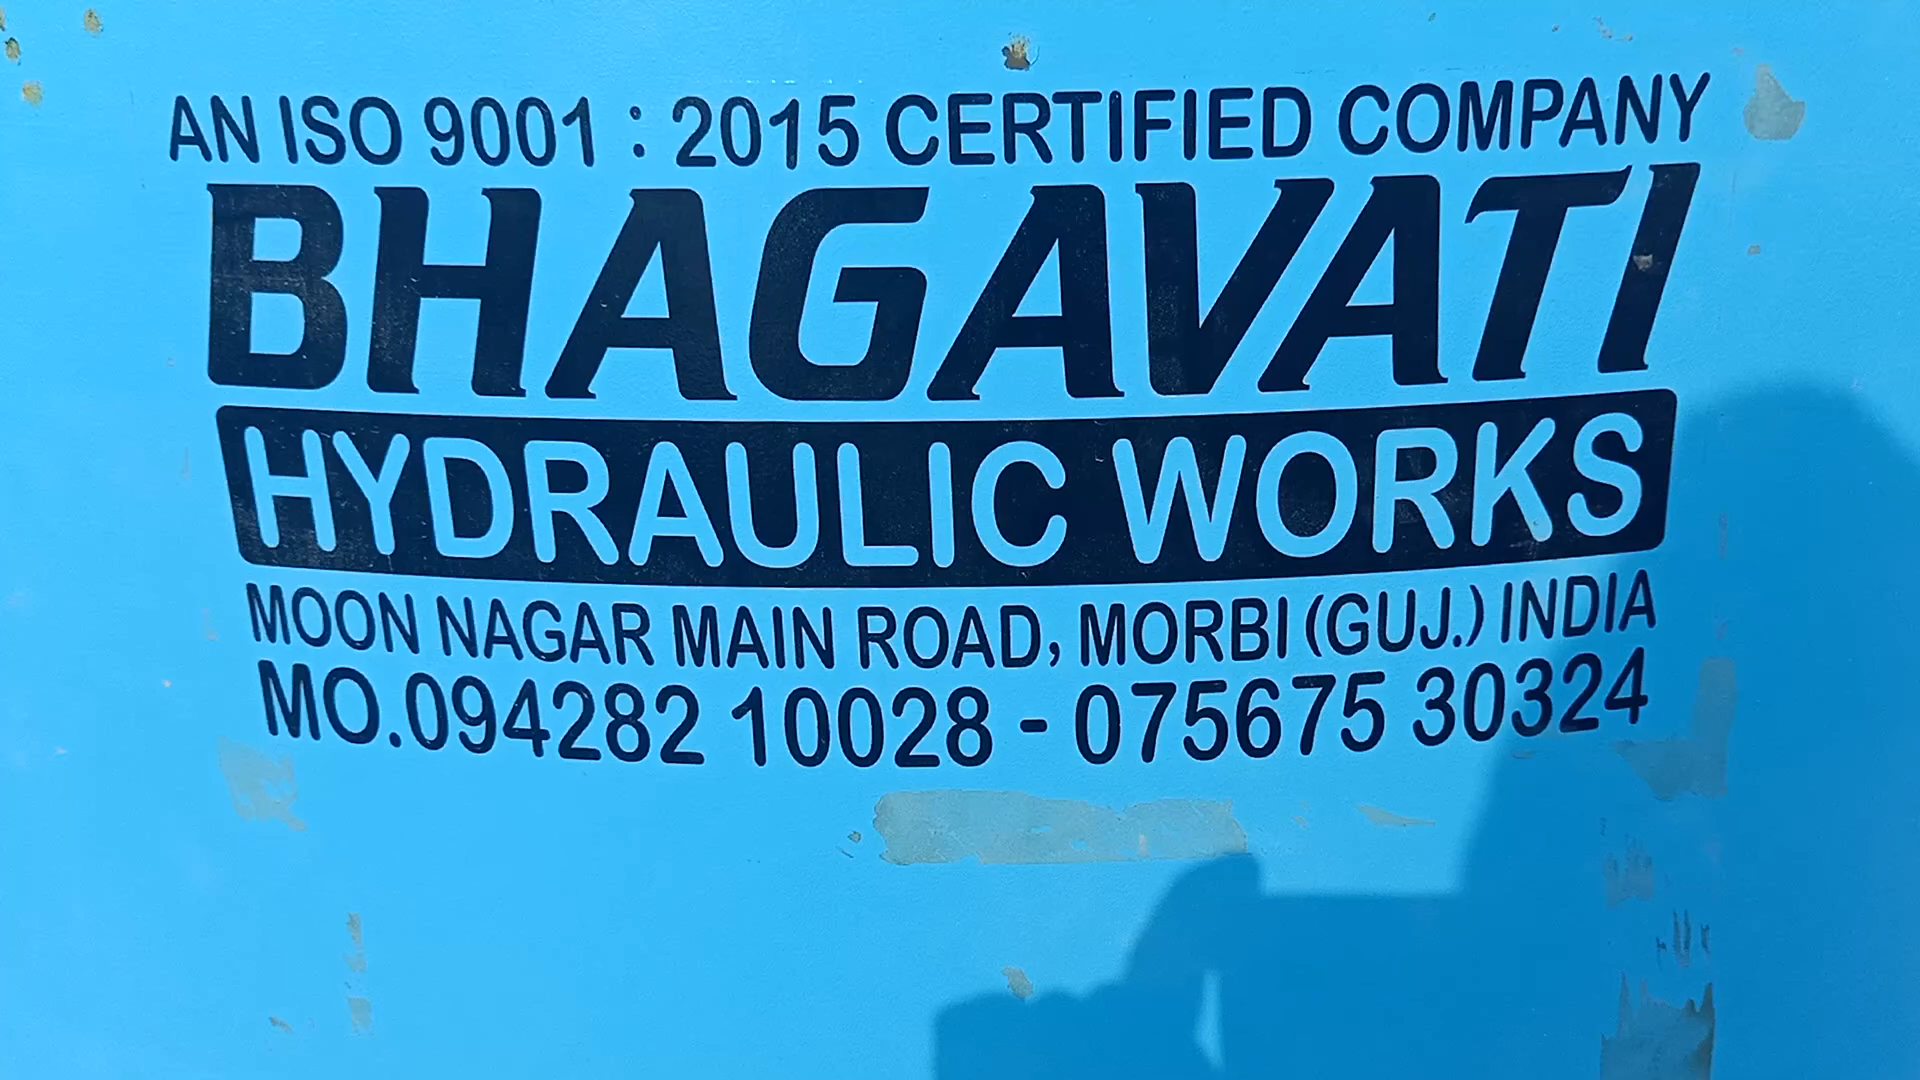 AN ISO 9001 : 2015 CERTIFIED COMPANY
BHAGAVATI
HYDRAULIC WORKS
MOON NAGAR MAIN ROAD, MORBI (GUJ.) INDIA
MO.094282 10028 - 075675 30324